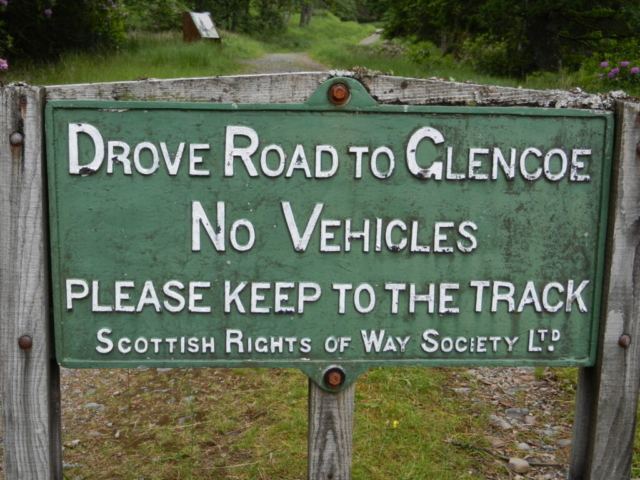 Drove Road to Glencoe
No Vehicles
Please keep to the track
Scottish Rights of Way Society Ltd.